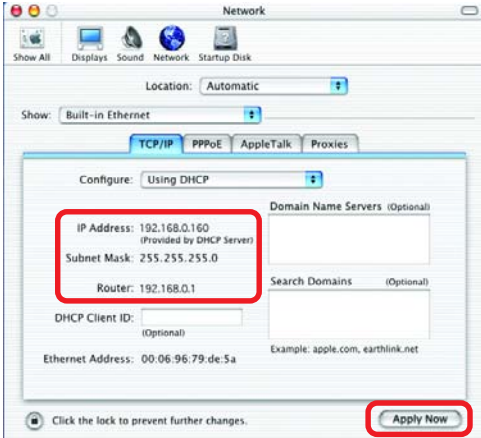 Network
Show All Displays Sound Network Startup Disk
Location: Automatic
Show: Built-in Ethernet
TCP/IP PPPoE AppleTalk Proxies
Configure: Using DHCP
Domain Name Servers (Optional)
IP Address: 192.168.0.160
(Provided by DHCP Server)
Subnet Mask: 255.255.255.0
Router: 192.168.0.1
Search Domains (Optional)
DHCP Client ID:
(Optional)
Example: apple.com, earthlink.net
Ethernet Address: 00:06:96:79:de:5a
Click the lock to prevent further changes.
Apply Now